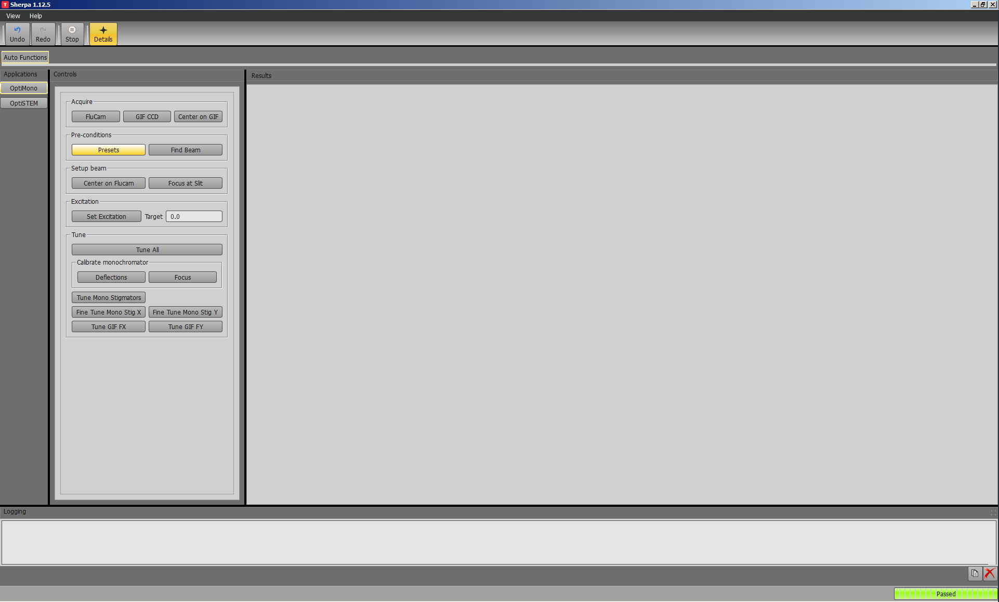 Sherpa 1.12.5
View Help
Undo Redo Stop Details
Auto Functions
Applications
OptiMono
OptiSTEM
Controls
Acquire
FluCam GIF CCD Center on GIF
Pre-conditions
Presets Find Beam
Setup beam
Center on Flucam Focus at Slit
Excitation
Set Excitation Target 0.0
Tune
Tune All
Calibrate monochromator
Deflections Focus
Tune Mono Stigmators
Fine Tune Mono Stig X Fine Tune Mono Stig Y
Tune GIF FX Tune GIF FY
Results
Logging
Passed